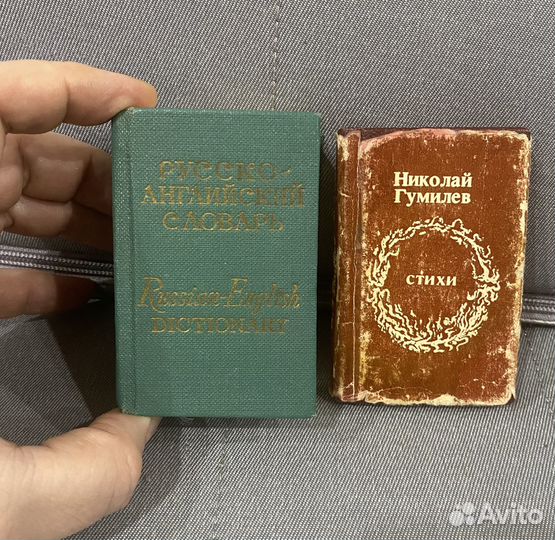 РУССКО-
АНГЛИЙСКИЙ
СЛОВАРЬ
Russian-English
DICTIONARY
Николай
Гумилев
СТИХИ
Avito